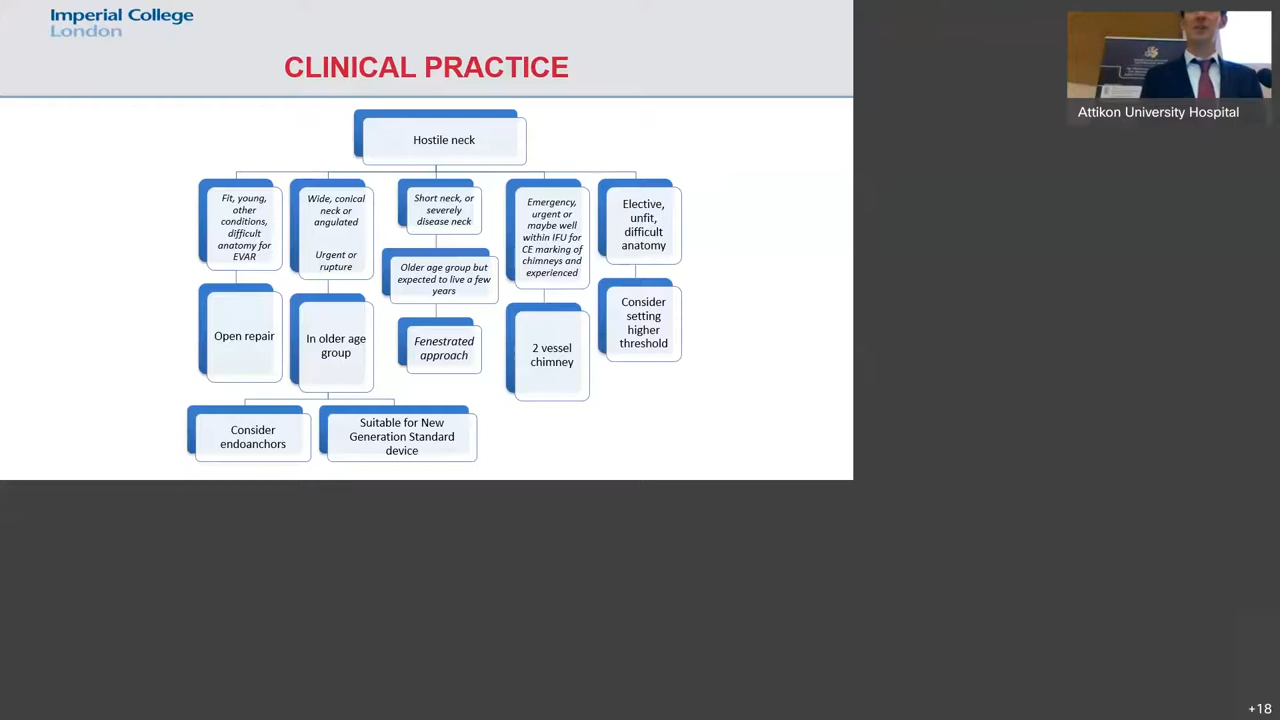 Imperial College
London
CLINICAL PRACTICE
Attikon University Hospital
Hostile neck
Fit, young,
other
conditions,
difficult
anatomy for
EVAR
Open repair
Wide, conical
neck or
angulated
Urgent or
rupture
In older age
group
Consider
endoanchors
Suitable for New
Generation Standard
device
Short neck, or
severely
disease neck
Older age group but
expected to live a few
years
Fenestrated
approach
Emergency,
urgent or
maybe well
within IFU for
CE marking of
chimneys and
experienced
2 vessel
chimney
Elective,
unfit,
difficult
anatomy
Consider
setting
higher
threshold
+18